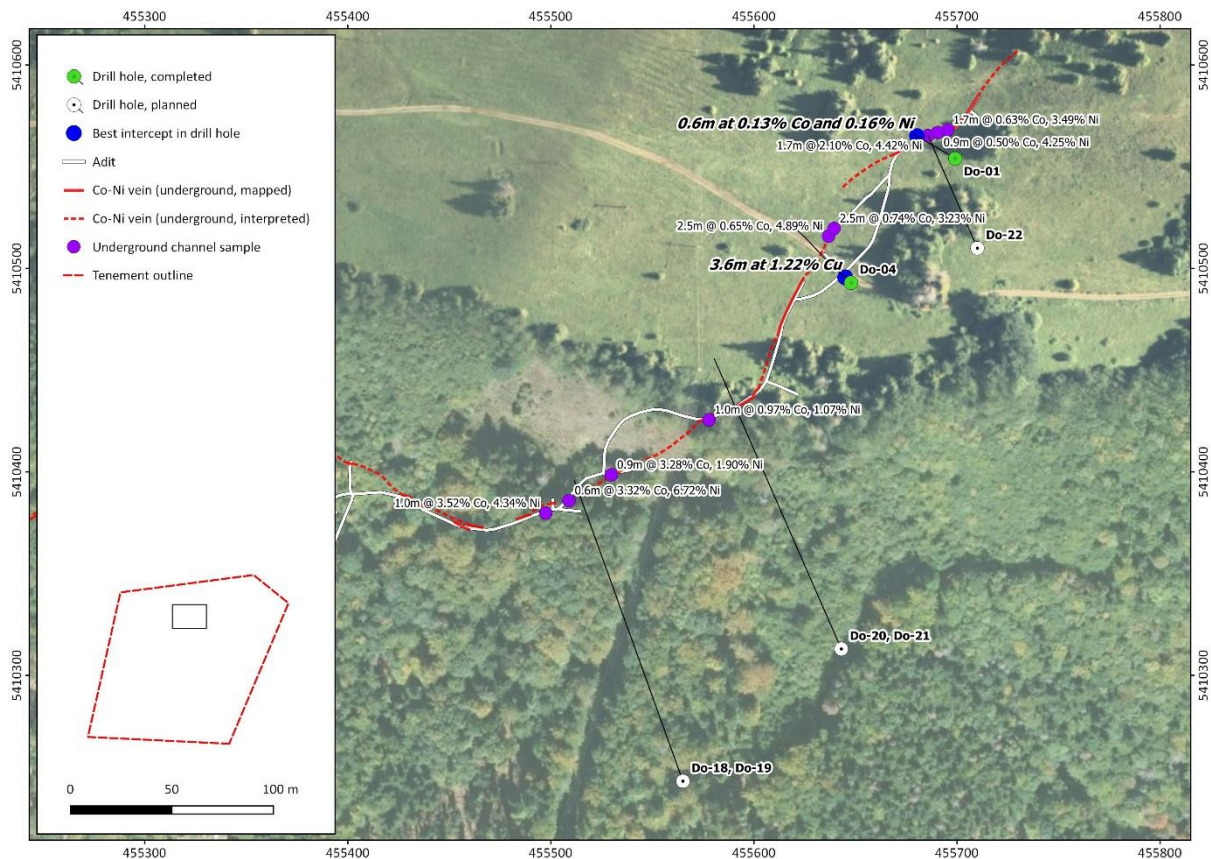 455300 455400 455500 455600 455700 455800
5410600
5410500
5410400
5410300
Drill hole, completed
Drill hole, planned
Best intercept in drill hole
Adit
Co-Ni vein (underground, mapped)
Co-Ni vein (underground, interpreted)
Underground channel sample
Tenement outline
0 50 100 m
0.6m at 0.13% Co and 0.16% Ni
1.7m @ 0.63% Co, 3.49% Ni
1.7m @ 2.10% Co, 4.42% Ni
0.9m @ 0.50% Co, 4.25% Ni
Do-01
2.5m @ 0.65% Co, 4.89% Ni
2.5m @ 0.74% Co, 3.23% Ni
Do-22
3.6m at 1.22% Cu
Do-04
1.0m @ 0.97% Co, 1.07% Ni
0.9m @ 3.28% Co, 1.90% Ni
0.6m @ 3.32% Co, 6.72% Ni
1.0m @ 3.52% Co, 4.34% Ni
Do-20, Do-21
Do-18, Do-19
5410600
5410500
5410400
5410300
455300 455400 455500 455600 455700 455800